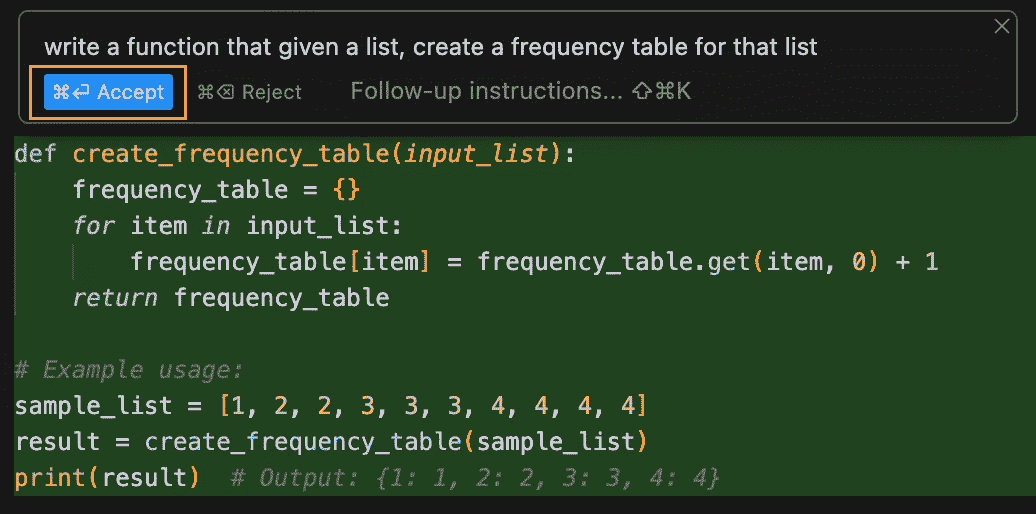 write a function that given a list, create a frequency table for that list
⌘⏎ Accept ⌘⌫ Reject Follow-up instructions... ⇧⌘K
def create_frequency_table(input_list):
    frequency_table = {}
    for item in input_list:
        frequency_table[item] = frequency_table.get(item, 0) + 1
    return frequency_table

# Example usage:
sample_list = [1, 2, 2, 3, 3, 3, 4, 4, 4, 4]
result = create_frequency_table(sample_list)
print(result)  # Output: {1: 1, 2: 2, 3: 3, 4: 4}